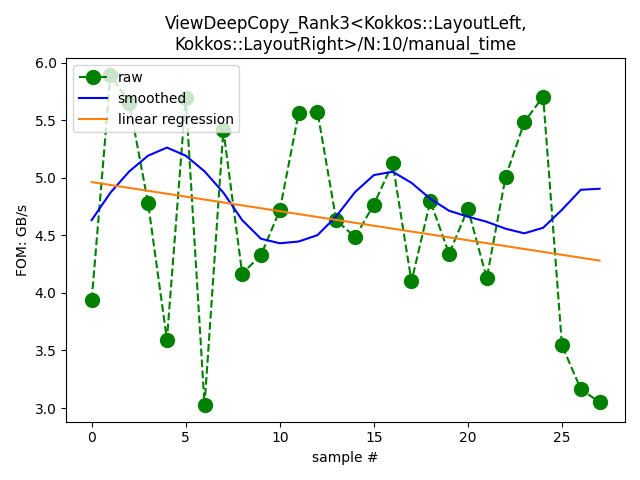 ViewDeepCopy_Rank3<Kokkos::LayoutLeft,
Kokkos::LayoutRight>/N:10/manual_time
raw
smoothed
linear regression
FOM: GB/s
6.0
5.5
5.0
4.5
4.0
3.5
3.0
0 5 10 15 20 25
sample #